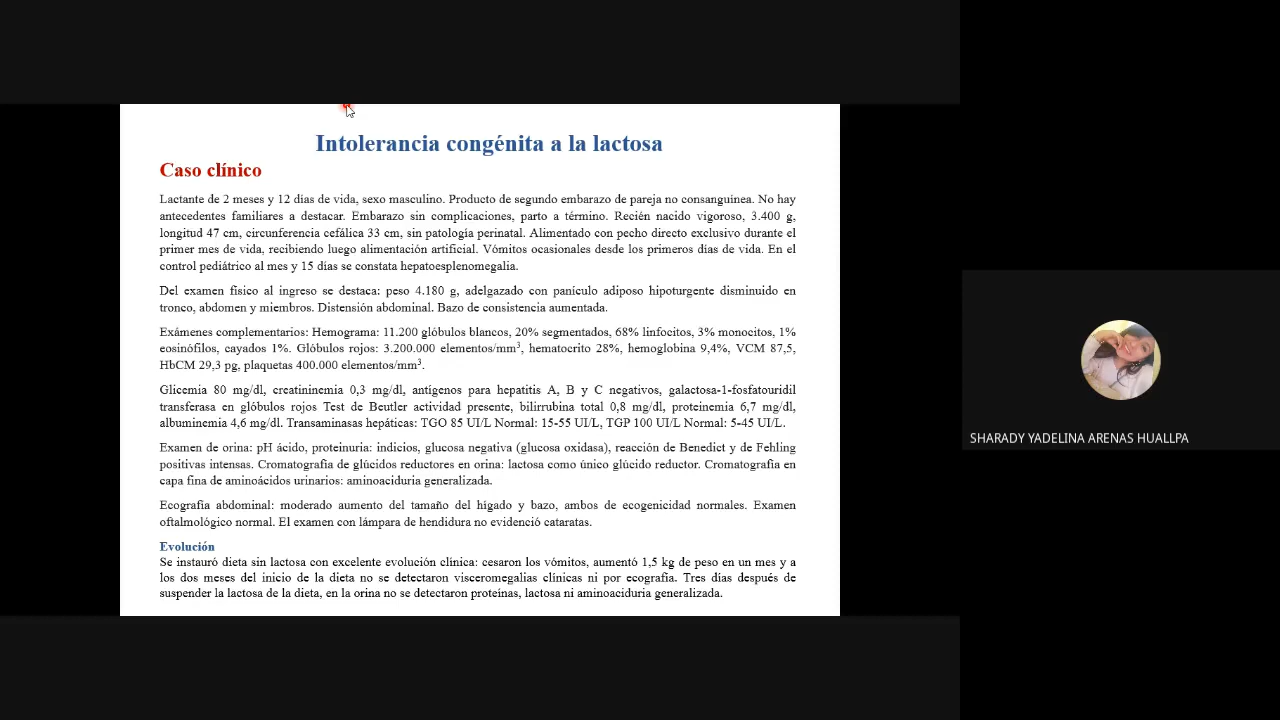 Intolerancia congénita a la lactosa
Caso clínico
Lactante de 2 meses y 12 días de vida, sexo masculino. Producto de segundo embarazo de pareja no consanguínea. No hay
antecedentes familiares a destacar. Embarazo sin complicaciones, parto a término. Recién nacido vigoroso, 3.400 g,
longitud 47 cm, circunferencia cefálica 33 cm, sin patología perinatal. Alimentado con pecho directo exclusivo durante el
primer mes de vida, recibiendo luego alimentación artificial. Vómitos ocasionales desde los primeros días de vida. En el
control pediátrico al mes y 15 días se constata hepatoesplenomegalia.
Del examen físico al ingreso se destaca: peso 4.180 g, adelgazado con panículo adiposo hipoturgente disminuido en
tronco, abdomen y miembros. Distensión abdominal. Bazo de consistencia aumentada.
Exámenes complementarios: Hemograma: 11.200 glóbulos blancos, 20% segmentados, 68% linfocitos, 3% monocitos, 1%
eosinófilos, cayados 1%. Glóbulos rojos: 3.200.000 elementos/mm³, hematocrito 28%, hemoglobina 9,4%, VCM 87,5,
HbCM 29,3 pg, plaquetas 400.000 elementos/mm³.
Glicemia 80 mg/dl, creatininemia 0,3 mg/dl, antígenos para hepatitis A, B y C negativos, galactosa-1-fosfatouridil
transferasa en glóbulos rojos Test de Beutler actividad presente, bilirrubina total 0,8 mg/dl, proteinemia 6,7 mg/dl,
albuminemia 4,6 mg/dl. Transaminasas hepáticas: TGO 85 UI/L Normal: 15-55 UI/L, TGP 100 UI/L Normal: 5-45 UI/L.
Examen de orina: pH ácido, proteinuria: indicios, glucosa negativa (glucosa oxidasa), reacción de Benedict y de Fehling
positivas intensas. Cromatografía de glúcidos reductores en orina: lactosa como único glúcido reductor. Cromatografía en
capa fina de aminoácidos urinarios: aminoaciduria generalizada.
Ecografía abdominal: moderado aumento del tamaño del hígado y bazo, ambos de ecogenicidad normales. Examen
oftalmológico normal. El examen con lámpara de hendidura no evidenció cataratas.
Evolución
Se instauró dieta sin lactosa con excelente evolución clínica: cesaron los vómitos, aumentó 1,5 kg de peso en un mes y a
los dos meses del inicio de la dieta no se detectaron visceromegalias clínicas ni por ecografía. Tres días después de
suspender la lactosa de la dieta, en la orina no se detectaron proteínas, lactosa ni aminoaciduria generalizada.
SHARADY YADELINA ARENAS HUALLPA